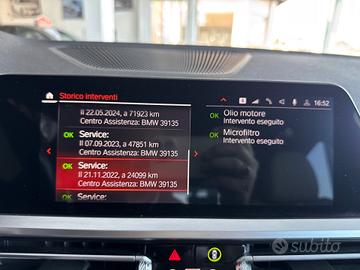 Storico interventi
16:52
Il 22.05.2024, a 71923 km
Centro Assistenza: BMW 39135
OK Service:
Il 07.09.2023, a 47851 km
Centro Assistenza: BMW 39135
OK Service:
Il 21.11.2022, a 24099 km
Centro Assistenza: BMW 39135
OK Service:
OK Olio motore
Intervento eseguito
OK Microfiltro
Intervento eseguito
subito